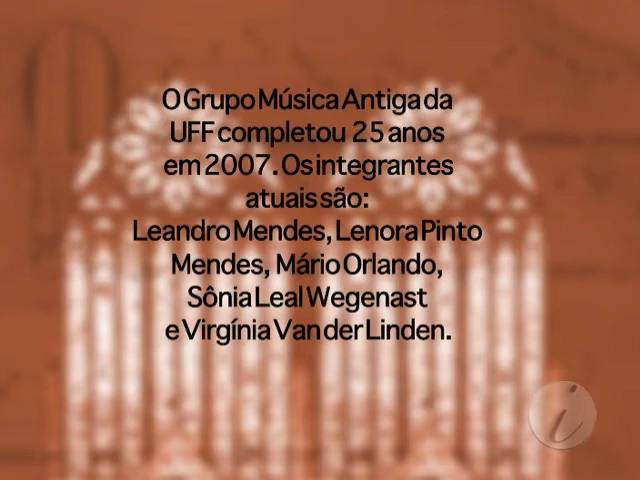 O Grupo Música Antiga da
UFF completou 25 anos
em 2007. Os integrantes
atuais são:
Leandro Mendes, Lenora Pinto
Mendes, Mário Orlando,
Sônia Leal Wegenast
e Virgínia Van der Linden.
i